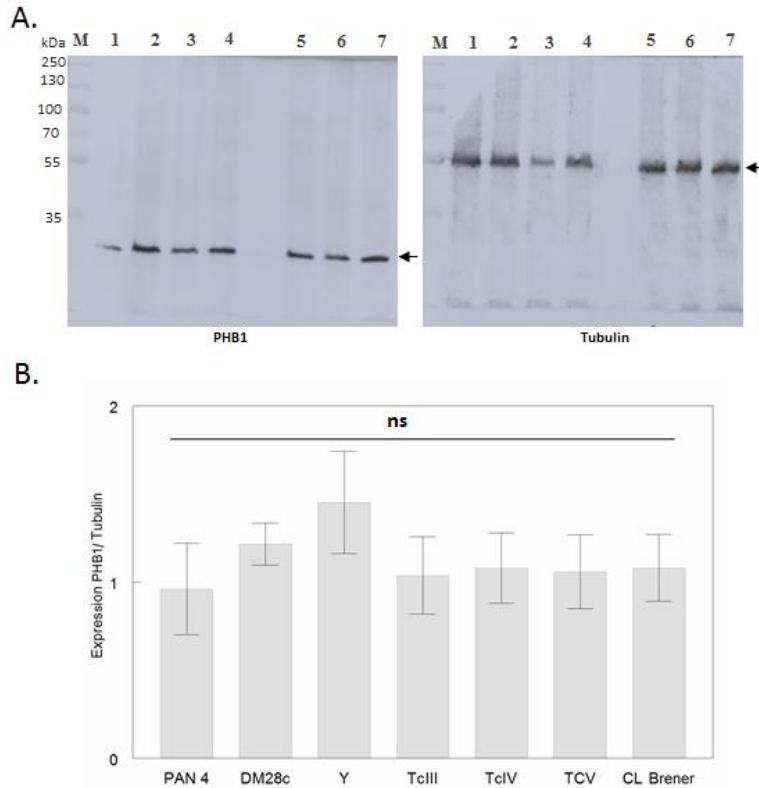 A.
kDa M 1 2 3 4 5 6 7
250
130
100
70
55
35
PHB1
M 1 2 3 4 5 6 7
Tubulin
B.
Expression PHB1/ Tubulin
2
1
0
ns
PAN 4 DM28c Y TcIII TcIV TCV CL Brener